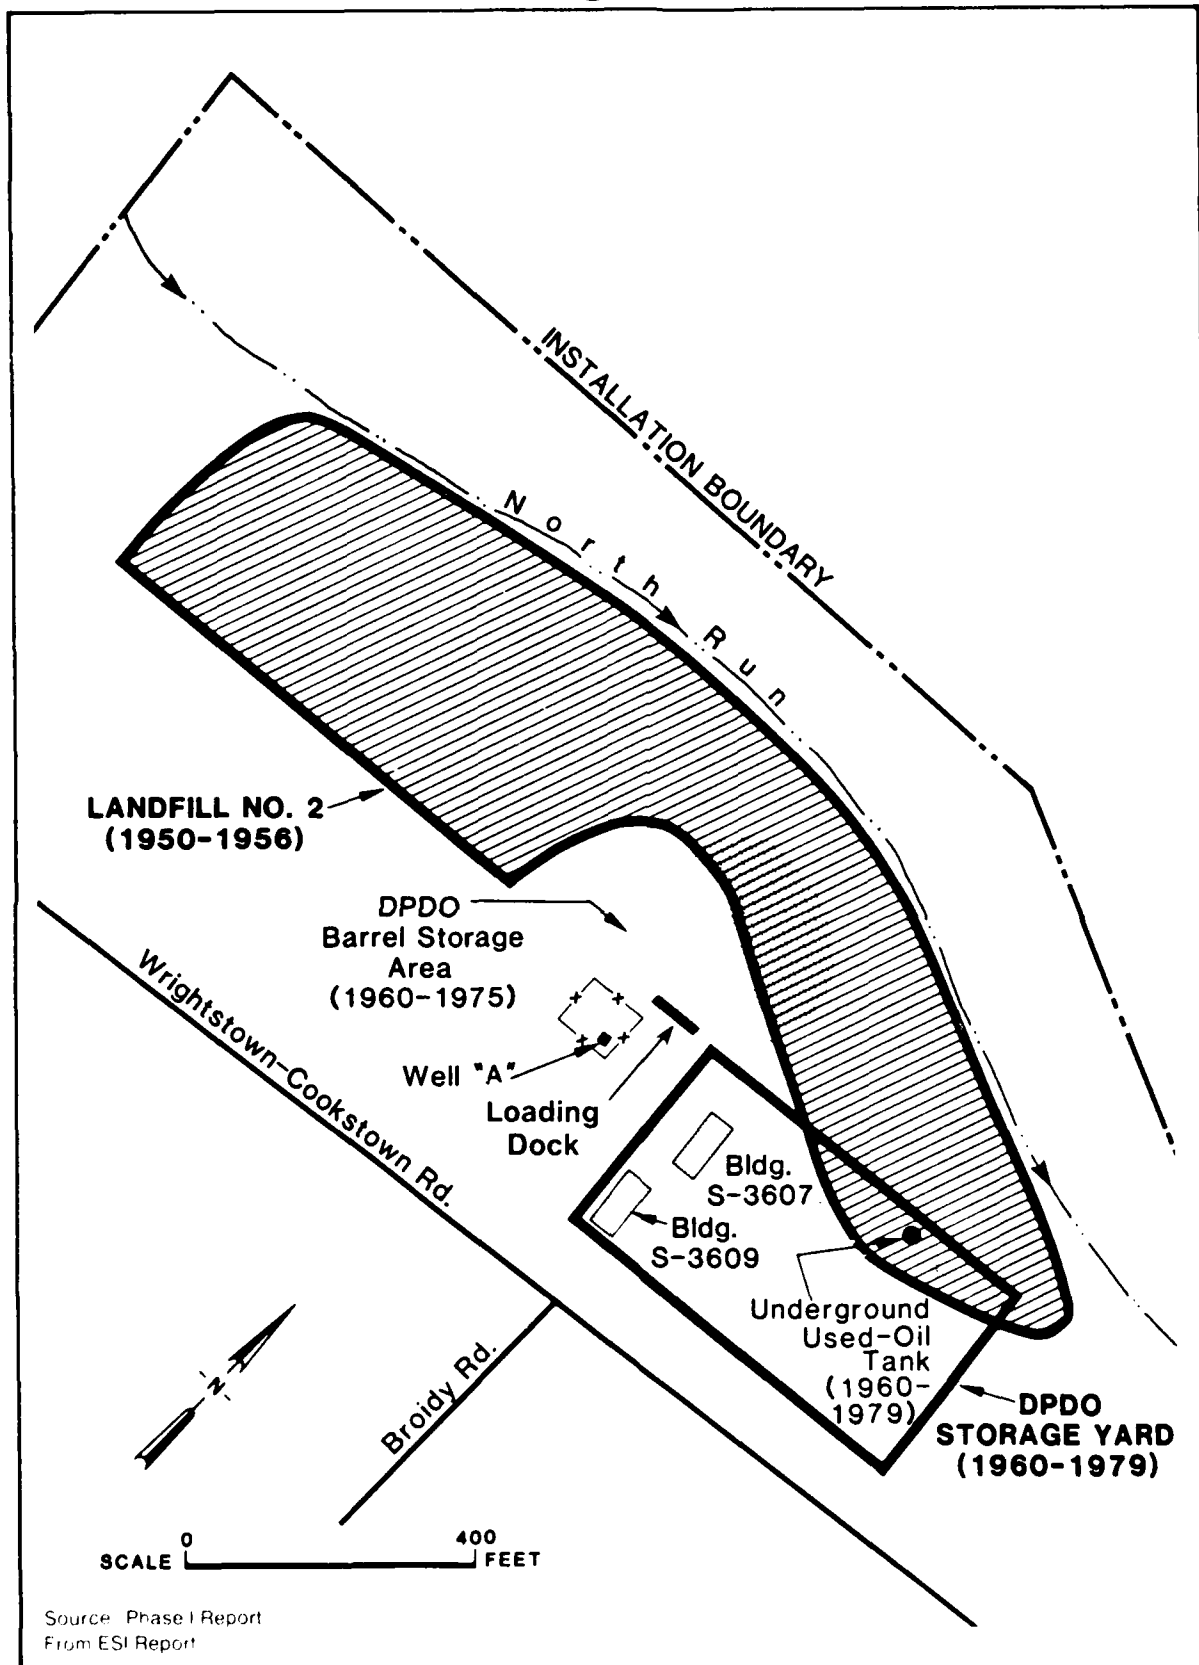 INSTALLATION BOUNDARY
North Run
LANDFILL NO. 2
(1950-1956)
DPDO
Barrel Storage
Area
(1960-1975)
Wrightstown-Cookstown Rd.
Well "A"
Loading
Dock
Bldg.
S-3607
Bldg.
S-3609
Underground
Used-Oil
Tank
(1960-
1979)
DPDO
STORAGE YARD
(1960-1979)
Broidy Rd.
N
0 400
SCALE FEET
Source Phase I Report
From ESI Report